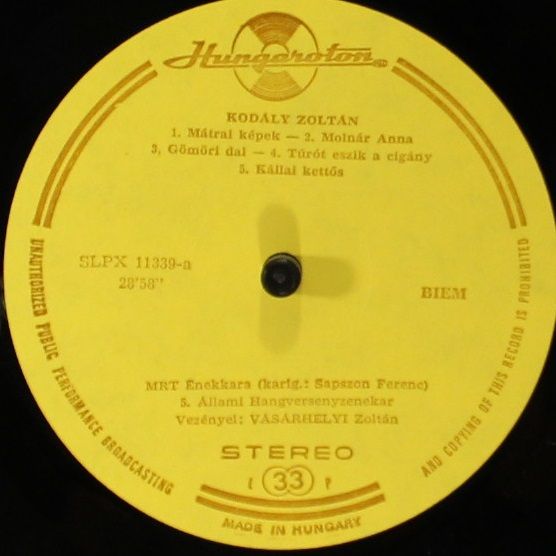 Hungaroton
KODÁLY ZOLTÁN
1. Mátrai képek — 2. Molnár Anna
3, Gömöri dal — 4. Túrót eszik a cigány
5. Kállai kettős
SLPX 11339-a
28'58''
BIEM
MRT Énekkara (karig.: Sapszon Ferenc)
5. Állami Hangversenyzenekar
Vezényel: VÁSÁRHELYI Zoltán
STEREO
L 33 P
MADE IN HUNGARY
UNAUTHORIZED PUBLIC PERFORMANCE BROADCASTING
AND COPYING OF THIS RECORD IS PROHIBITED